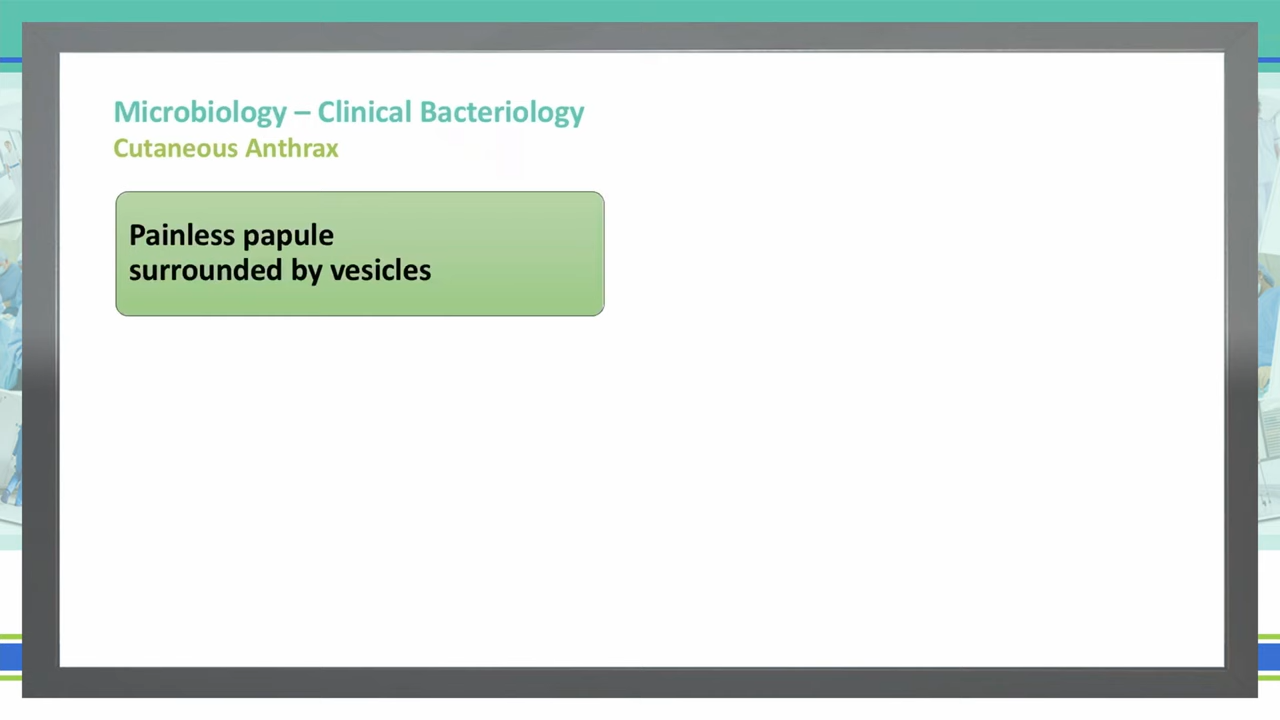 Microbiology – Clinical Bacteriology
Cutaneous Anthrax
Painless papule
surrounded by vesicles